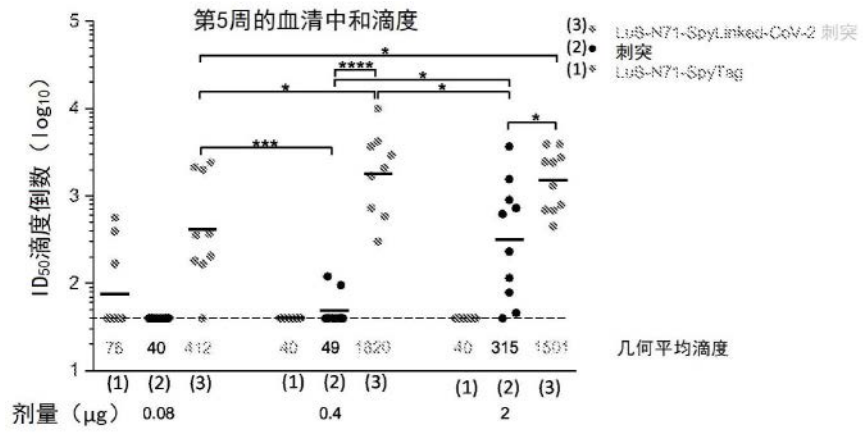 第5周的血清中和滴度
(3) LuS-N71-SpyLinked-CoV-2 刺突
(2) 刺突
(1) LuS-N71-SpyTag
ID50滴度倒数（log10）
5
4
3
2
1
*
****
*
*
*
***
*
76 40 412 40 49 1820 40 315 1501
几何平均滴度
(1) (2) (3) (1) (2) (3) (1) (2) (3)
剂量（μg） 0.08 0.4 2